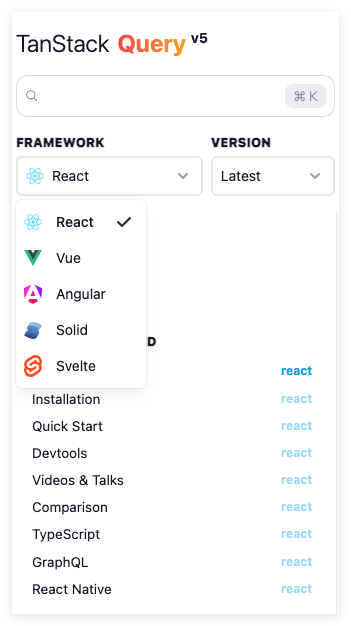 TanStack Query v5
⌘ K
FRAMEWORK VERSION
React Latest
React
Vue
Angular
Solid
Svelte
D
react
Installation react
Quick Start react
Devtools react
Videos & Talks react
Comparison react
TypeScript react
GraphQL react
React Native react